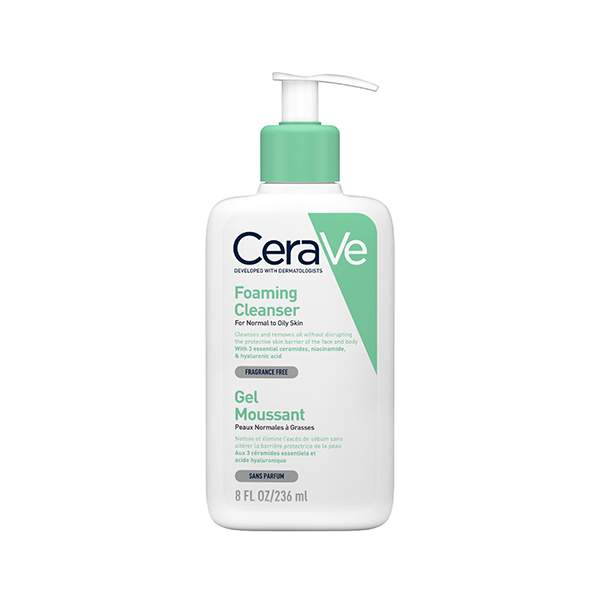 CeraVe
DEVELOPED WITH DERMATOLOGISTS
Foaming
Cleanser
For Normal to Oily Skin
Cleanses and removes oil without disrupting
the protective skin barrier of the face and body
With 3 essential ceramides, niacinamide,
& hyaluronic acid
FRAGRANCE FREE
Gel
Moussant
Peaux Normales à Grasses
Nettoie et élimine l'excés de sébum sans
altérer la barrière protectrice de la peau
Aux 3 céramides essentiels et
acide hyaluronique
SANS PARFUM
8 FL OZ/236 ml